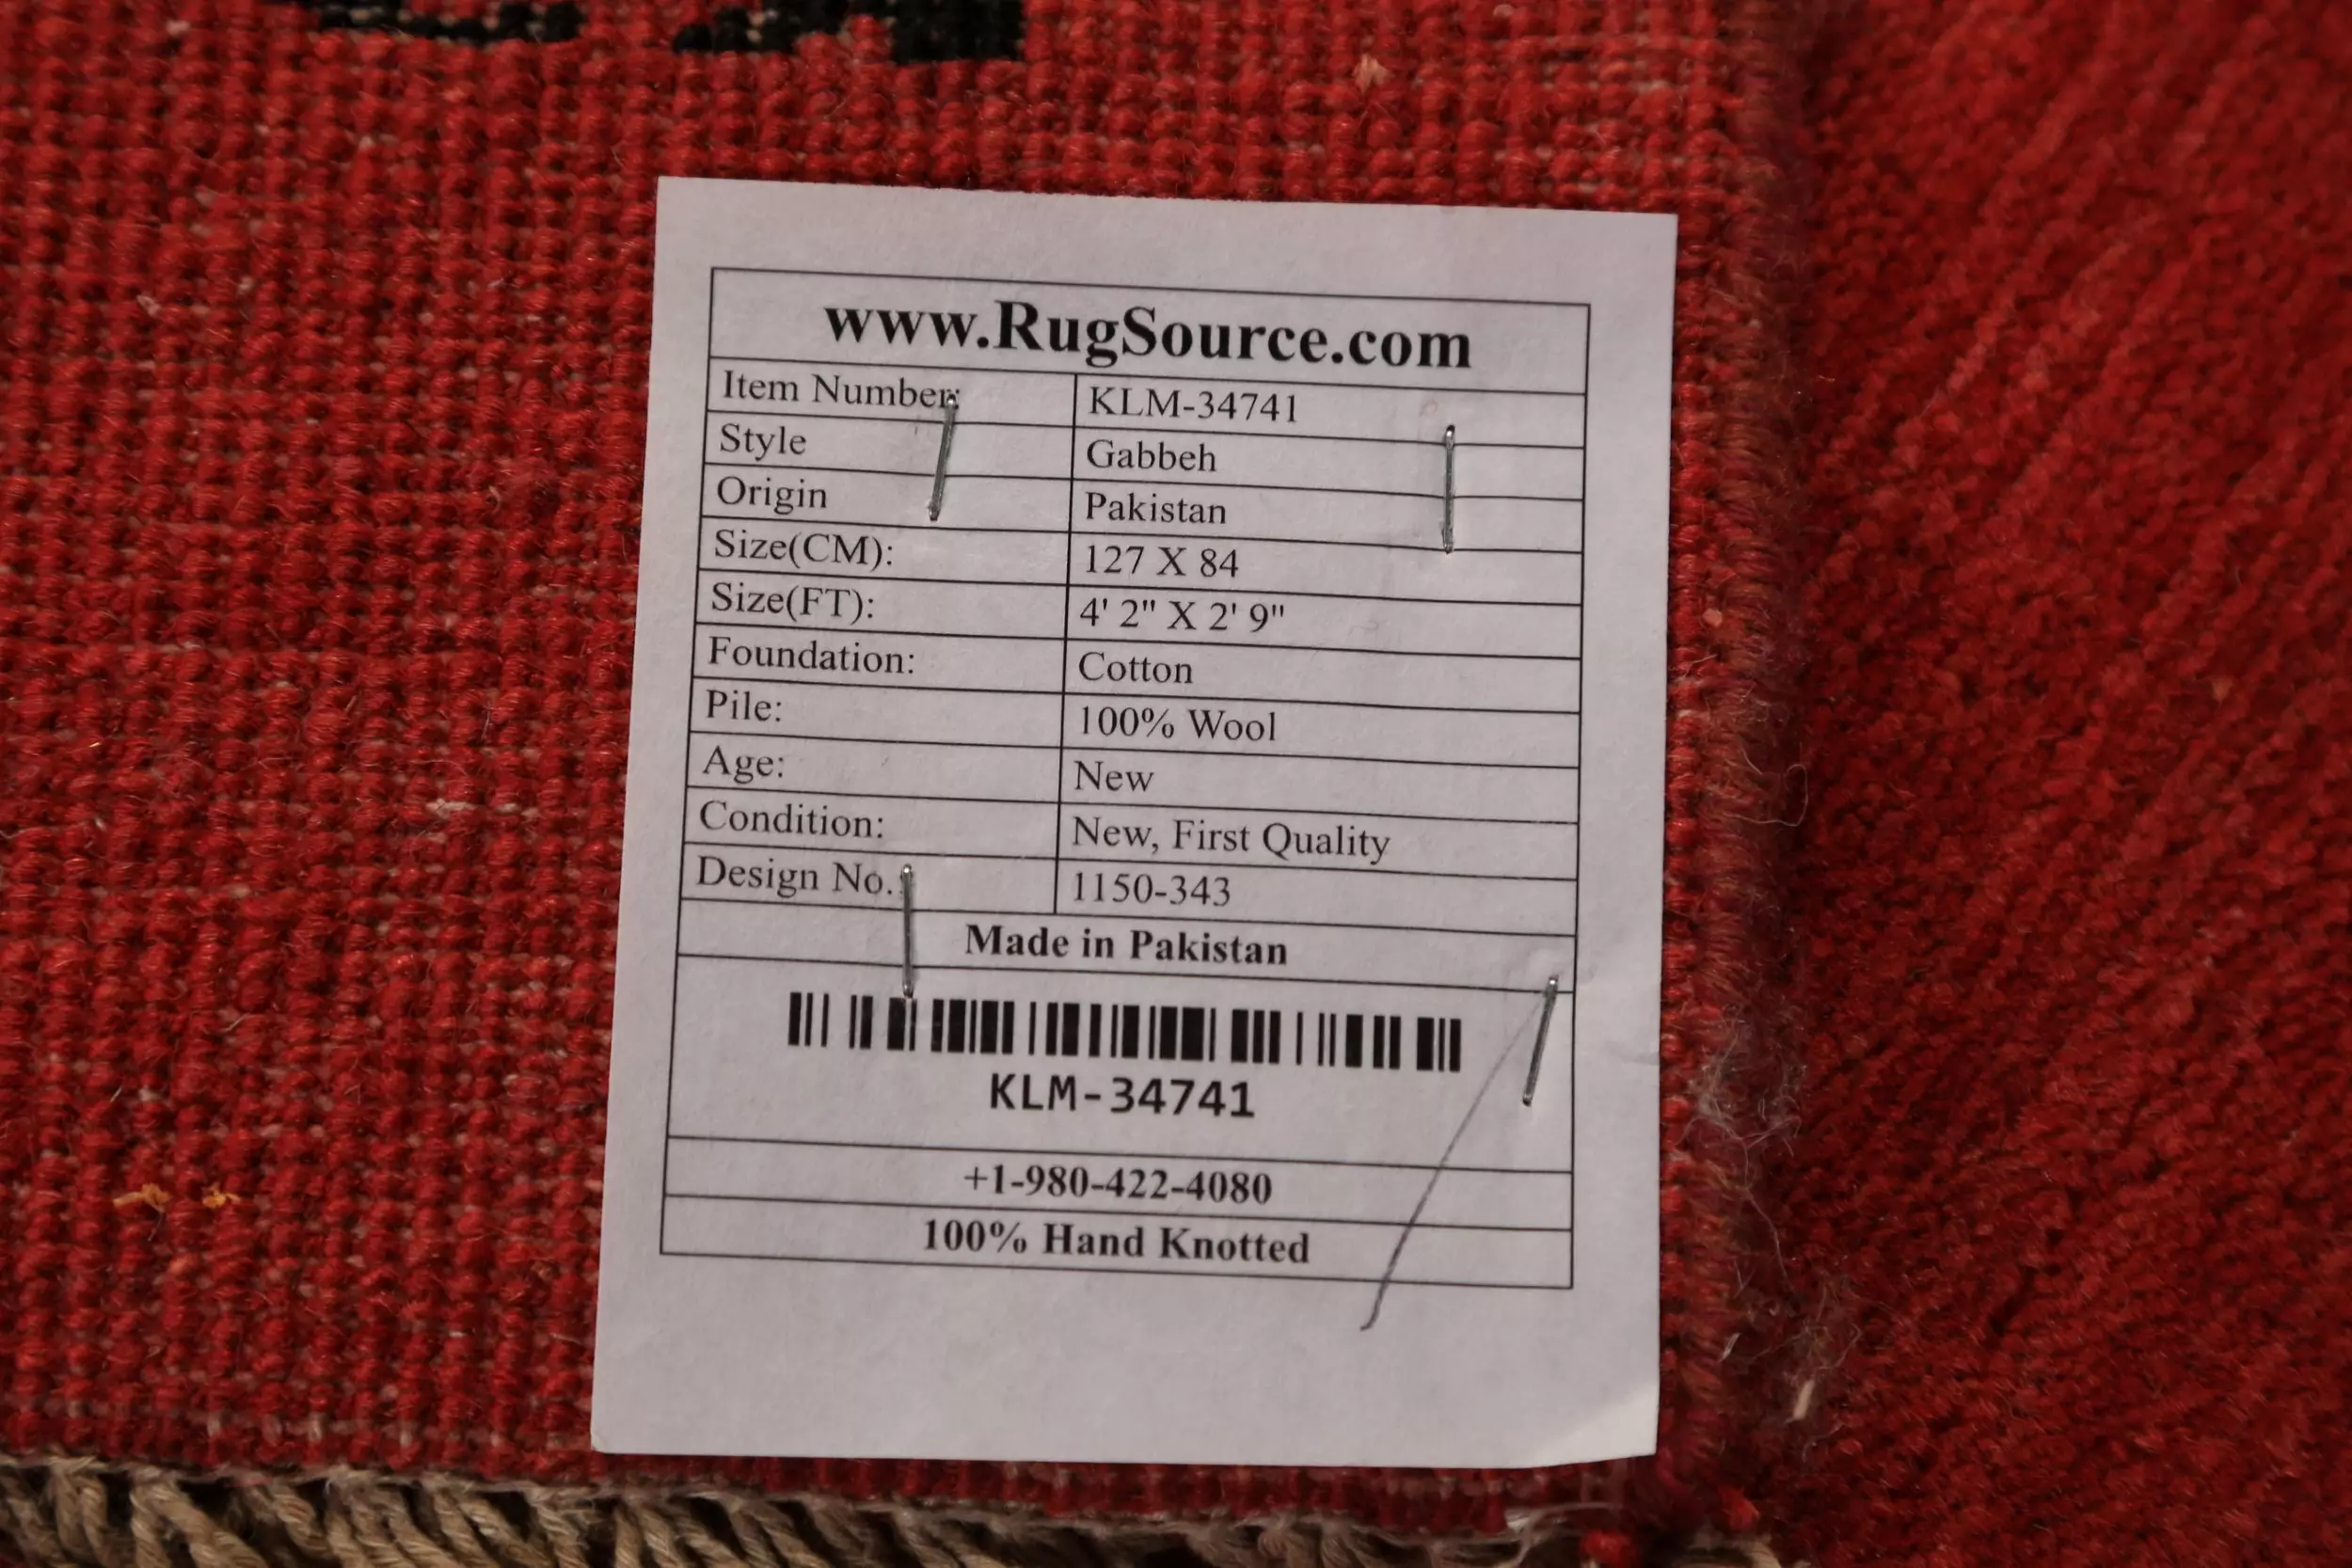 www.RugSource.com
Item Number: KLM-34741
Style Gabbeh
Origin Pakistan
Size(CM): 127 X 84
Size(FT): 4' 2" X 2' 9"
Foundation: Cotton
Pile: 100% Wool
Age: New
Condition: New, First Quality
Design No.: 1150-343
Made in Pakistan
KLM-34741
+1-980-422-4080
100% Hand Knotted